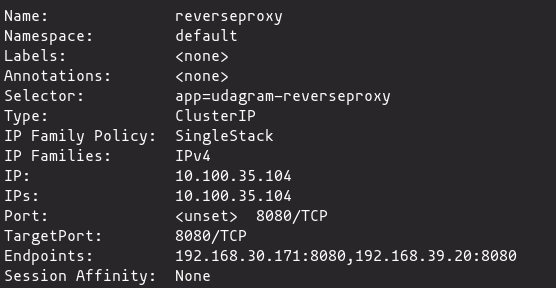 Name: reverseproxy
Namespace: default
Labels: <none>
Annotations: <none>
Selector: app=udagram-reverseproxy
Type: ClusterIP
IP Family Policy: SingleStack
IP Families: IPv4
IP: 10.100.35.104
IPs: 10.100.35.104
Port: <unset> 8080/TCP
TargetPort: 8080/TCP
Endpoints: 192.168.30.171:8080,192.168.39.20:8080
Session Affinity: None